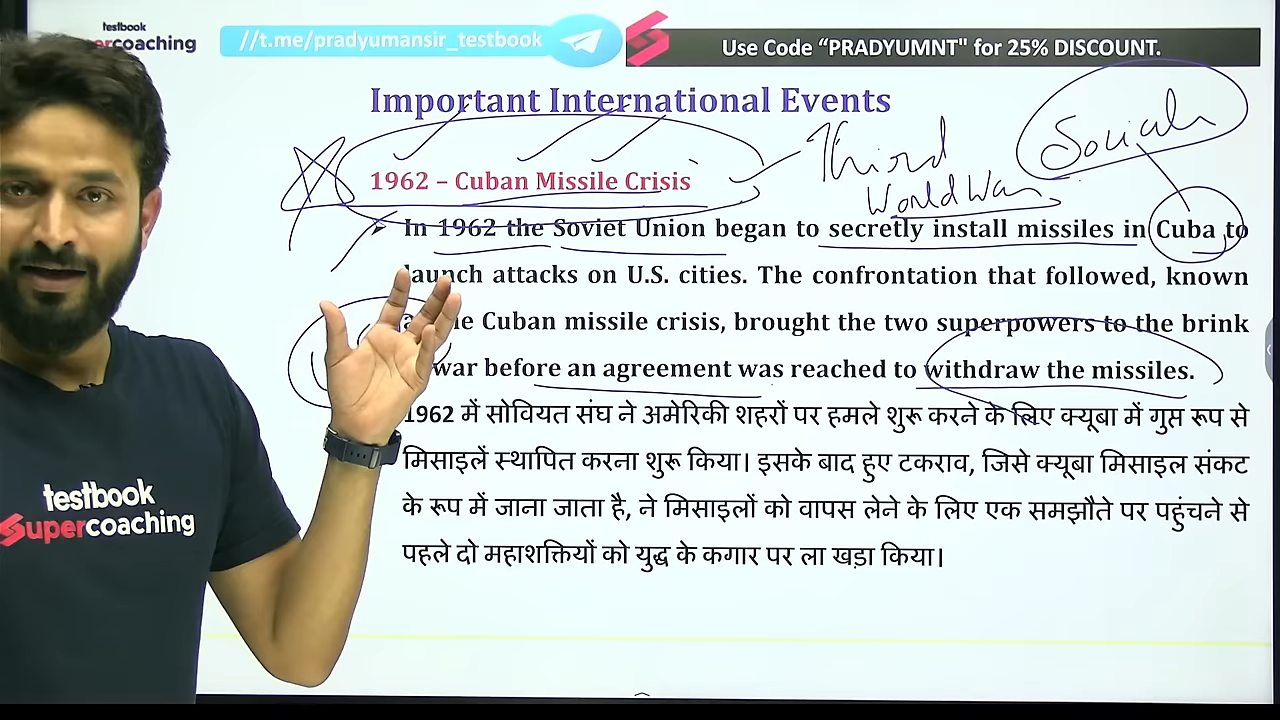 testbook
supercoaching
//t.me/pradyumansir_testbook
Use Code “PRADYUMNT" for 25% DISCOUNT.
Important International Events
1962 – Cuban Missile Crisis
Third
World War
In 1962 the Soviet Union began to secretly install missiles in Cuba to
launch attacks on U.S. cities. The confrontation that followed, known
Cuban missile crisis, brought the two superpowers to the brink
war before an agreement was reached to withdraw the missiles.
1962 में सोवियत संघ ने अमेरिकी शहरों पर हमले शुरू करने के लिए क्यूबा में गुप्त रूप से
मिसाइलें स्थापित करना शुरू किया। इसके बाद हुए टकराव, जिसे क्यूबा मिसाइल संकट
के रूप में जाना जाता है, ने मिसाइलों को वापस लेने के लिए एक समझौते पर पहुंचने से
पहले दो महाशक्तियों को युद्ध के कगार पर ला खड़ा किया।
testbook
Supercoaching